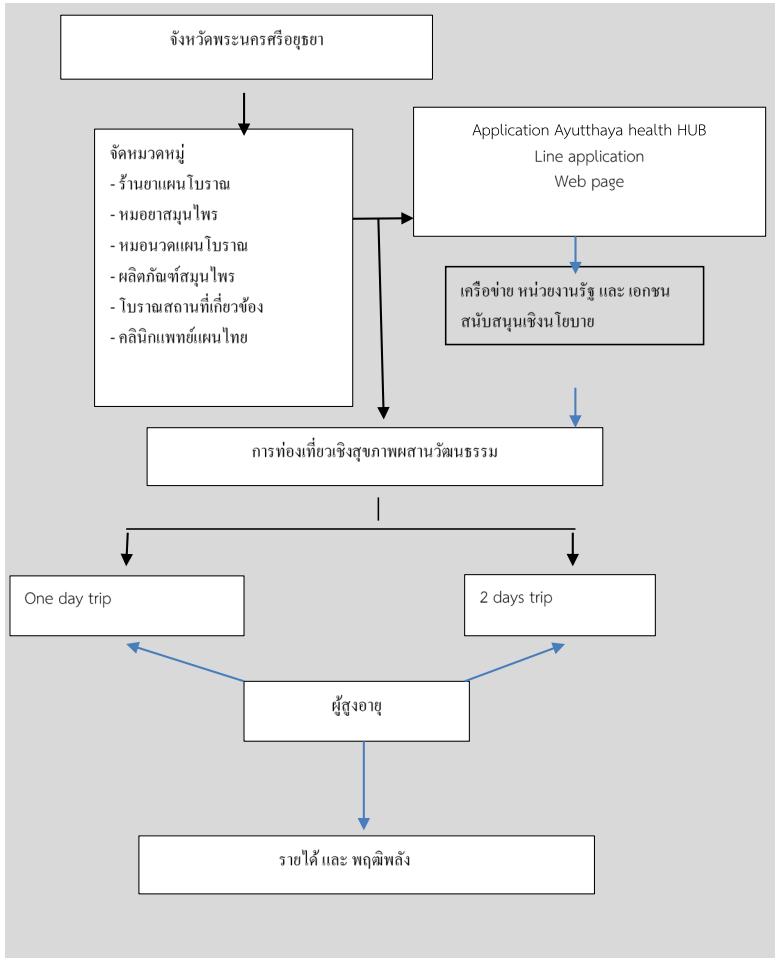 จังหวัดพระนครศรีอยุธยา
จัดหมวดหมู่
- ร้านยาแผนโบราณ
- หมอยาสมุนไพร
- หมอนวดแผนโบราณ
- ผลิตภัณฑ์สมุนไพร
- โบราณสถานที่เกี่ยวข้อง
- คลินิกแพทย์แผนไทย
Application Ayutthaya health HUB
Line application
Web page
เครือข่าย หน่วยงานรัฐ และ เอกชน
สนับสนุนเชิงนโยบาย
การท่องเที่ยวเชิงสุขภาพผสานวัฒนธรรม
One day trip
2 days trip
ผู้สูงอายุ
รายได้ และ พฤฒิพลัง